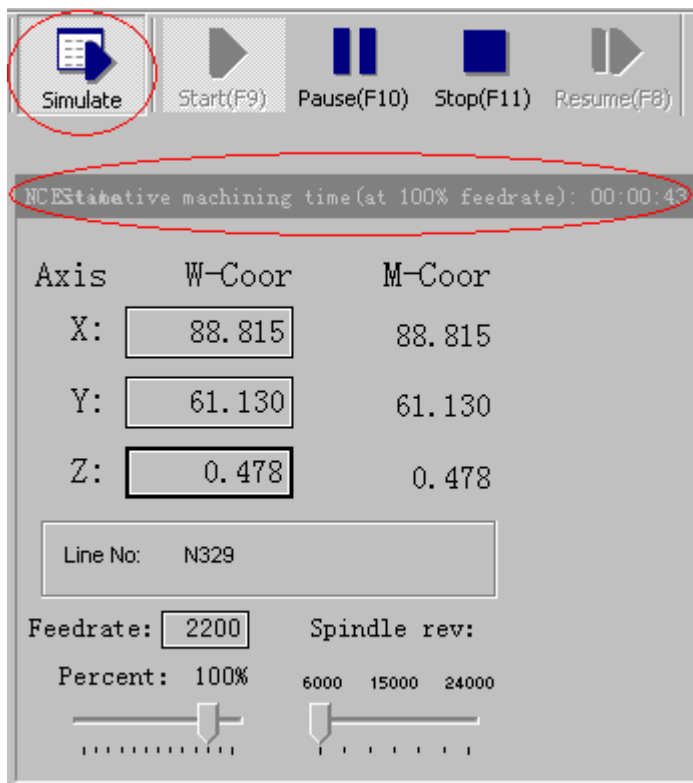 Simulate Start(F9) Pause(F10) Stop(F11) Resume(F8)
machining time(at 100% feedrate): 00:00:43
Axis W-Coor M-Coor
X: 88.815 88.815
Y: 61.130 61.130
Z: 0.478 0.478
Line No: N329
Feedrate: 2200 Spindle rev:
Percent: 100% 6000 15000 24000